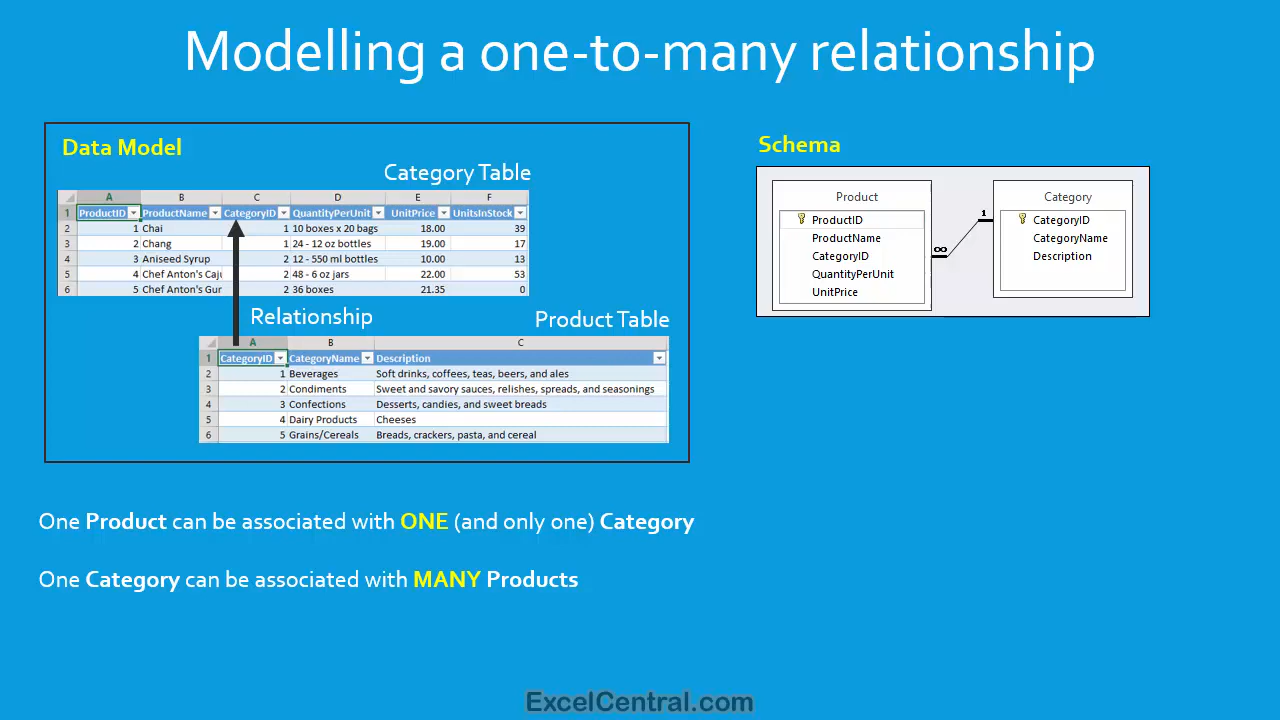 Modelling a one-to-many relationship
Data Model
Category Table
A B C D E F
1 ProductID ProductName CategoryID QuantityPerUnit UnitPrice UnitsInStock
2 1 Chai 1 10 boxes x 20 bags 18.00 39
3 2 Chang 1 24 - 12 oz bottles 19.00 17
4 3 Aniseed Syrup 2 12 - 550 ml bottles 10.00 13
5 4 Chef Anton's Caju 2 48 - 6 oz jars 22.00 53
6 5 Chef Anton's Gur 2 36 boxes 21.35 0
Relationship
Product Table
A B C
1 CategoryID CategoryName Description
2 1 Beverages Soft drinks, coffees, teas, beers, and ales
3 2 Condiments Sweet and savory sauces, relishes, spreads, and seasonings
4 3 Confections Desserts, candies, and sweet breads
5 4 Dairy Products Cheeses
6 5 Grains/Cereals Breads, crackers, pasta, and cereal
Schema
Product
ProductID
ProductName
CategoryID
QuantityPerUnit
UnitPrice
∞
1
Category
CategoryID
CategoryName
Description
One Product can be associated with ONE (and only one) Category
One Category can be associated with MANY Products
ExcelCentral.com